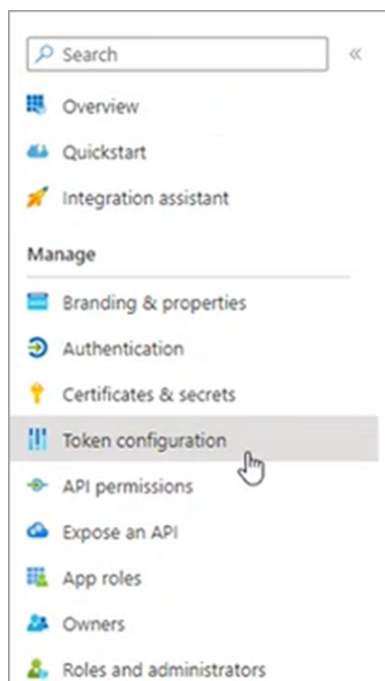 Search
Overview
Quickstart
Integration assistant
Manage
Branding & properties
Authentication
Certificates & secrets
Token configuration
API permissions
Expose an API
App roles
Owners
Roles and administrators